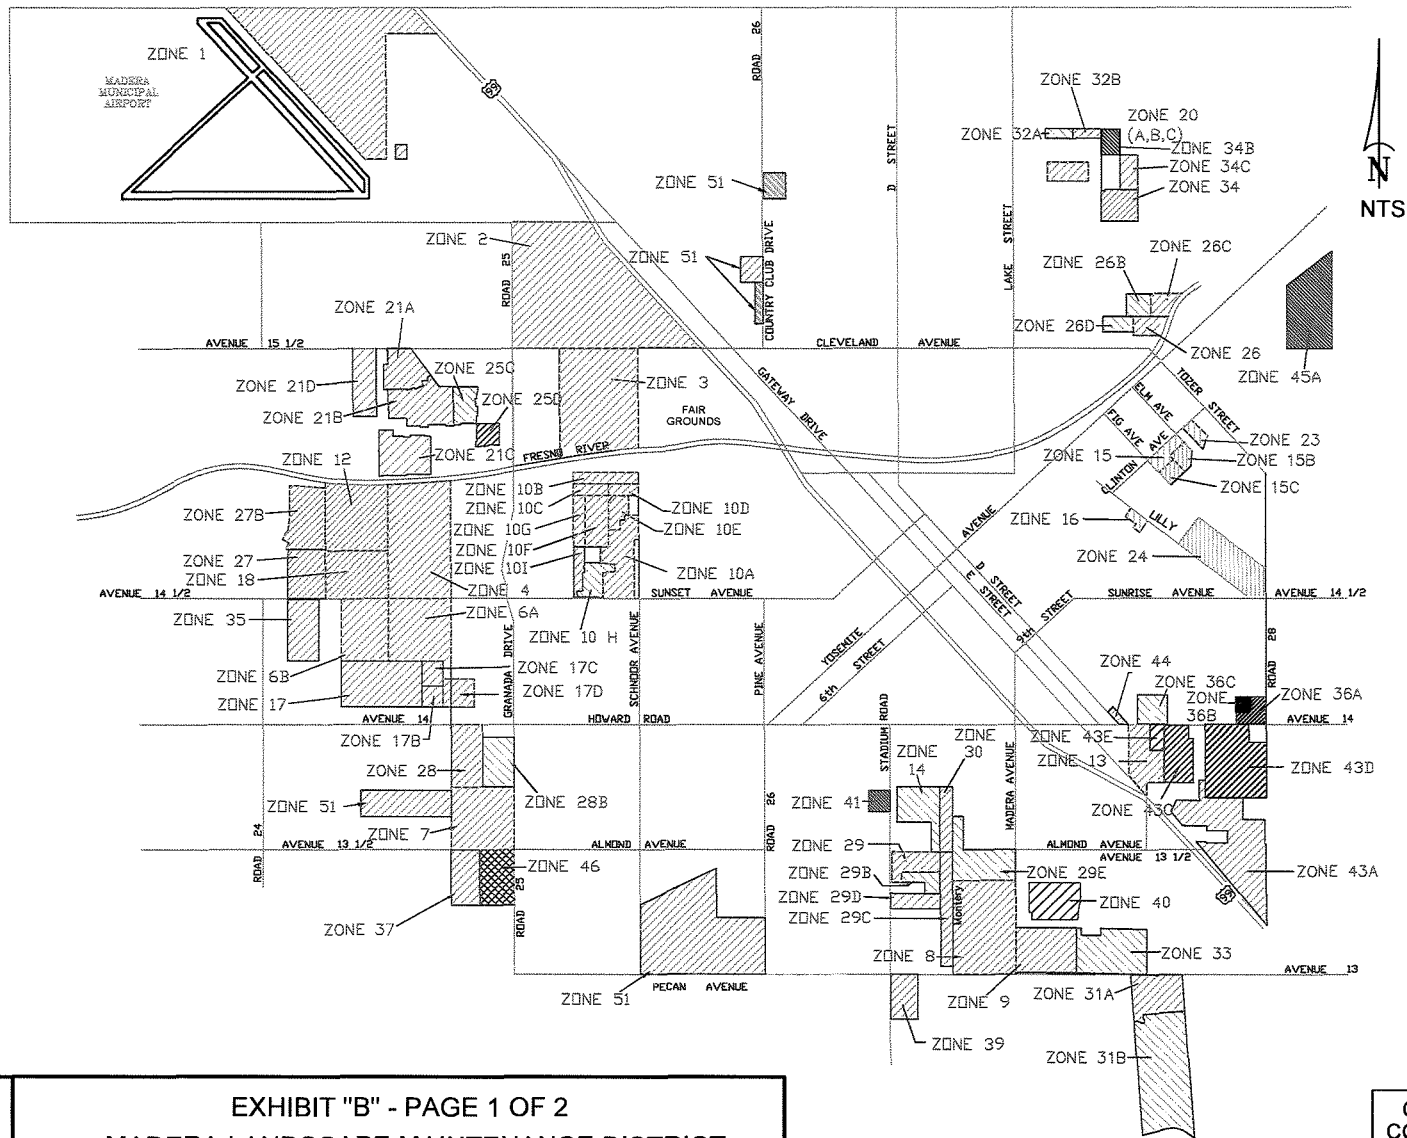 ZONE 1
MADERA
MUNICIPAL
AIRPORT
99
ROAD 26
D STREET
LAKE STREET
ZONE 32B
ZONE 32A
ZONE 20
(A,B,C)
ZONE 34B
ZONE 34C
ZONE 34
N
NTS
ZONE 51
COUNTRY CLUB DRIVE
ZONE 2
ROAD 25
ZONE 51
ZONE 26C
ZONE 26B
ZONE 26D
ZONE 26
ZONE 45A
ZONE 21A
AVENUE 15 1/2
CLEVELAND AVENUE
ZONE 21D
ZONE 25C
ZONE 3
ZONE 21B
ZONE 25D
FAIR
GROUNDS
GATEWAY DRIVE
TOZER STREET
ELM AVE
FIG AVE
CLINTON AVE
ZONE 23
ZONE 15
ZONE 15B
ZONE 15C
ZONE 21C
FRESNO RIVER
ZONE 12
ZONE 10B
ZONE 10C
ZONE 10D
ZONE 10G
ZONE 10E
ZONE 10F
ZONE 10I
ZONE 10A
ZONE 27B
ZONE 27
ZONE 18
ZONE 4
ZONE 16
LILLY
ZONE 24
AVENUE 14 1/2
SUNSET AVENUE
SUNRISE AVENUE
AVENUE 14 1/2
YOSEMITE AVENUE
6th STREET
D STREET
E STREET
9th STREET
ZONE 35
ZONE 6A
ZONE 10 H
GRANADA DRIVE
SCHNOOR AVENUE
PINE AVENUE
ROAD 28
ZONE 6B
ZONE 17C
ZONE 17
ZONE 17D
AVENUE 14
HOWARD ROAD
ZONE 17B
ZONE 44
ZONE 36C
ZONE
36B
ZONE 36A
AVENUE 14
STADIUM ROAD
ZONE
14
ZONE
30
MADERA AVENUE
ZONE 43E
ZONE 13
ZONE 43D
ZONE 43C
ZONE 28
ZONE 28B
ZONE 51
ZONE 7
ROAD 24
AVENUE 13 1/2
ALMOND AVENUE
ROAD 26
ZONE 41
ZONE 29
ALMOND AVENUE
AVENUE 13 1/2
ZONE 46
ZONE 29B
ZONE 29E
ZONE 43A
ZONE 29D
ZONE 29C
Montery
ZONE 40
99
ZONE 37
ROAD 25
ZONE 8
ZONE 33
AVENUE 13
ZONE 51
PECAN AVENUE
ZONE 9
ZONE 31A
ZONE 39
ZONE 31B
EXHIBIT "B" - PAGE 1 OF 2
MADERA LANDSCAPE MAINTENANCE DISTRICT